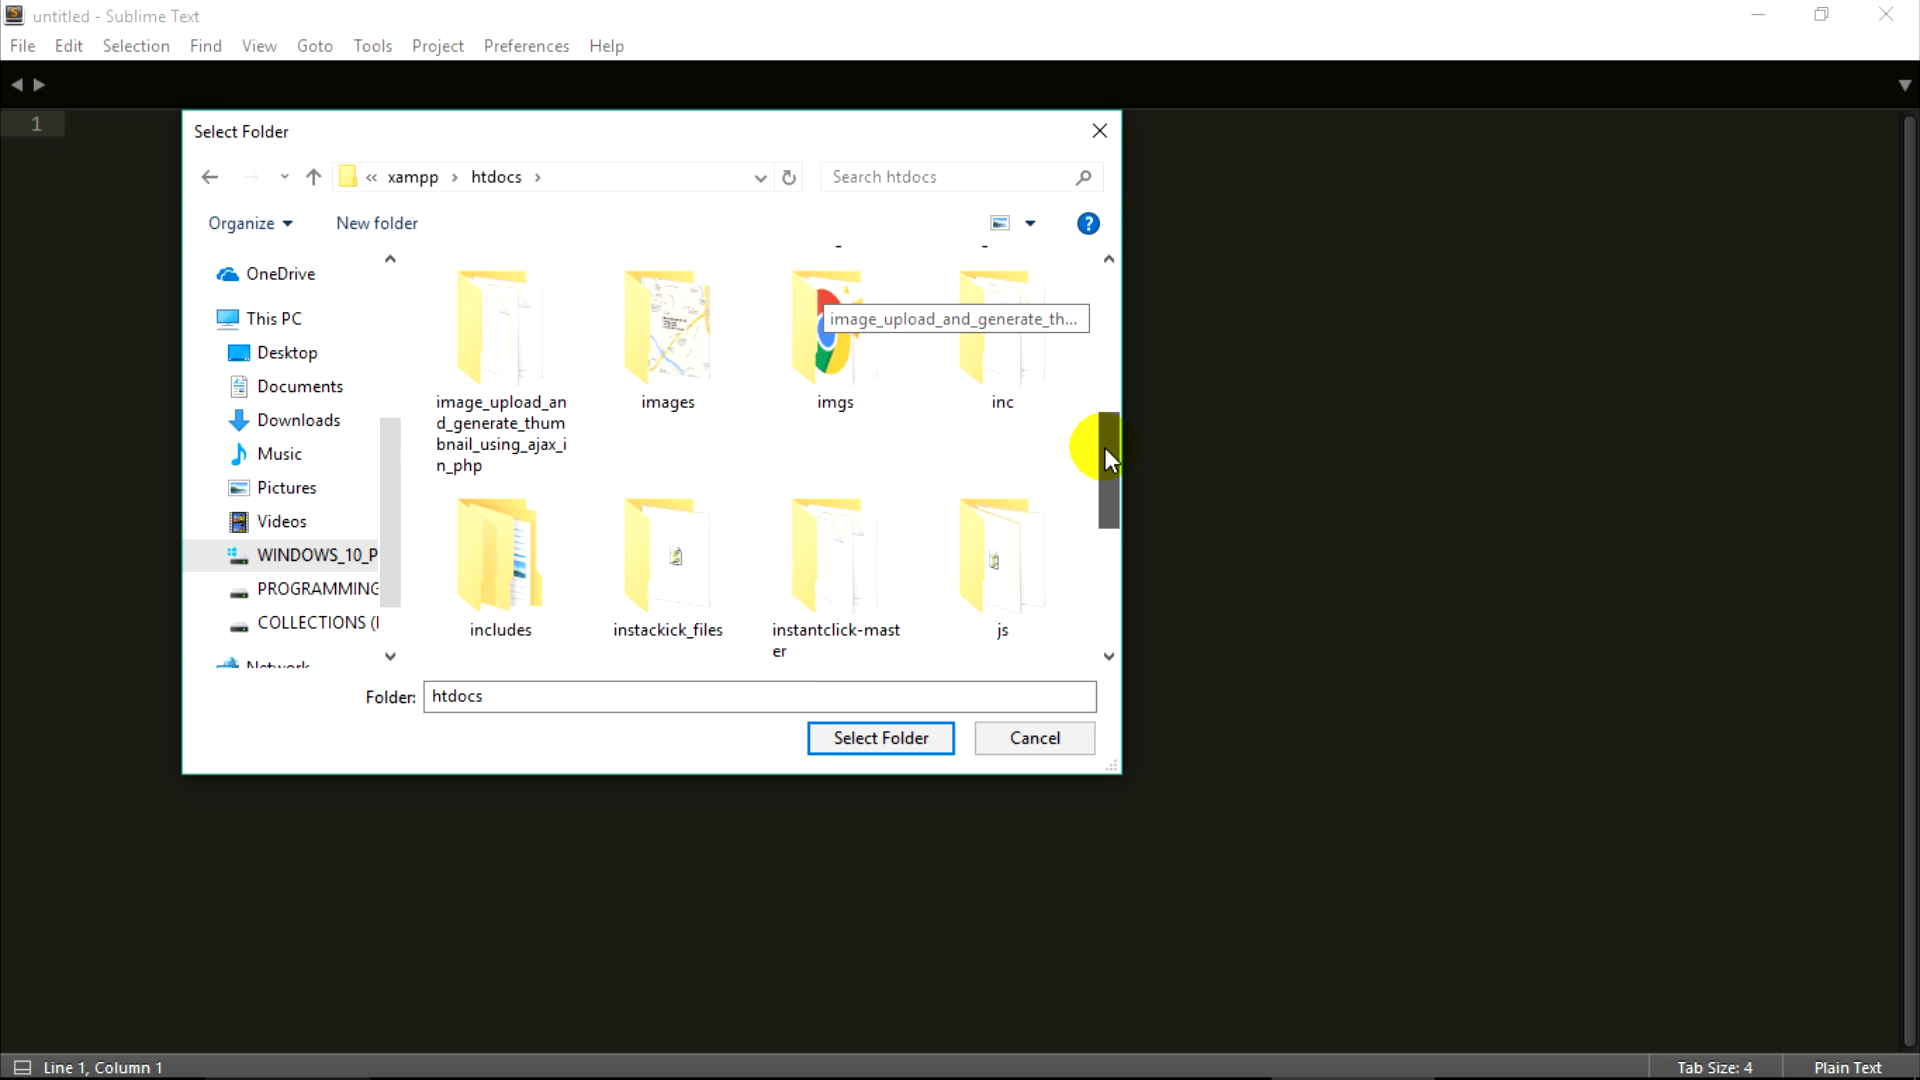 untitled - Sublime Text
File Edit Selection Find View Goto Tools Project Preferences Help
1
Select Folder
« xampp › htdocs ›
Search htdocs
Organize
New folder
OneDrive
This PC
Desktop
Documents
Downloads
Music
Pictures
Videos
WINDOWS_10_P
PROGRAMMING
COLLECTIONS (
Network
image_upload_and_generate_th...
image_upload_an
d_generate_thum
bnail_using_ajax_i
n_php
images
imgs
inc
includes
instackick_files
instantclick-mast
er
js
Folder: htdocs
Select Folder
Cancel
Line 1, Column 1
Tab Size: 4
Plain Text